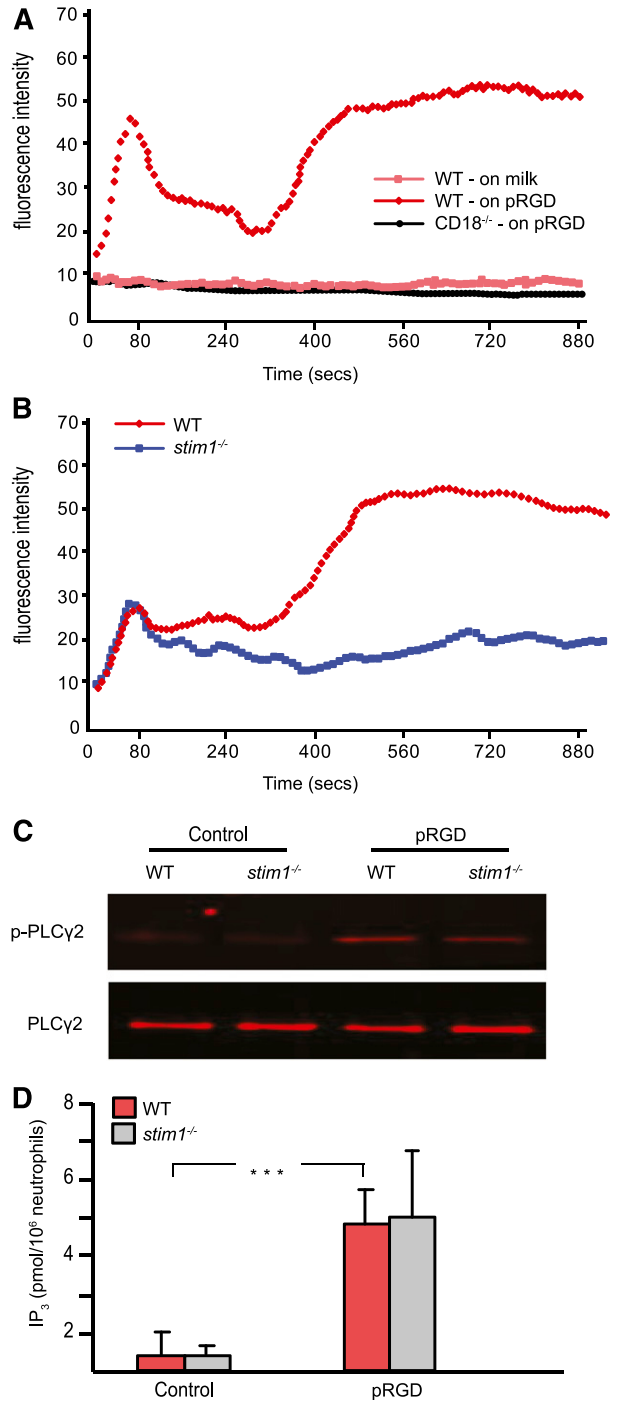 A
70
60
50
40
30
20
10
0
fluorescence intensity
WT - on milk
WT - on pRGD
CD18-/- - on pRGD
0 80 240 400 560 720 880
Time (secs)
B
70
60
50
40
30
20
10
0
fluorescence intensity
WT
stim1-/-
0 80 240 400 560 720 880
Time (secs)
C
Control pRGD
WT stim1-/- WT stim1-/-
p-PLCγ2
PLCγ2
D
8
6
4
2
IP3 (pmol/10⁶ neutrophils)
WT
stim1-/-
* * *
Control pRGD